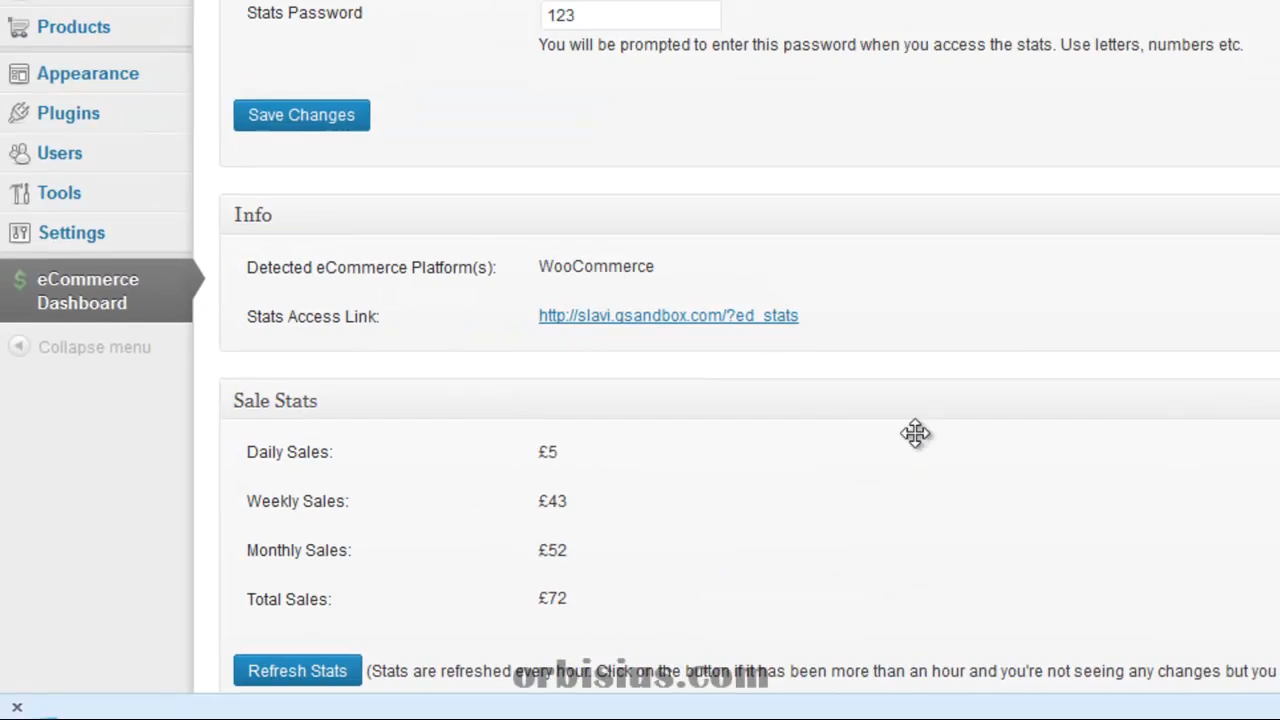 Products
Stats Password
123
You will be prompted to enter this password when you access the stats. Use letters, numbers etc.
Appearance
Plugins
Save Changes
Users
Tools
Settings
eCommerce
Dashboard
Collapse menu
Info
Detected eCommerce Platform(s): WooCommerce
Stats Access Link: http://slavi.qsandbox.com/?ed_stats
Sale Stats
Daily Sales: £5
Weekly Sales: £43
Monthly Sales: £52
Total Sales: £72
Refresh Stats (Stats are refreshed every hour. Click on the button if it has been more than an hour and you're not seeing any changes but you
orbisius.com